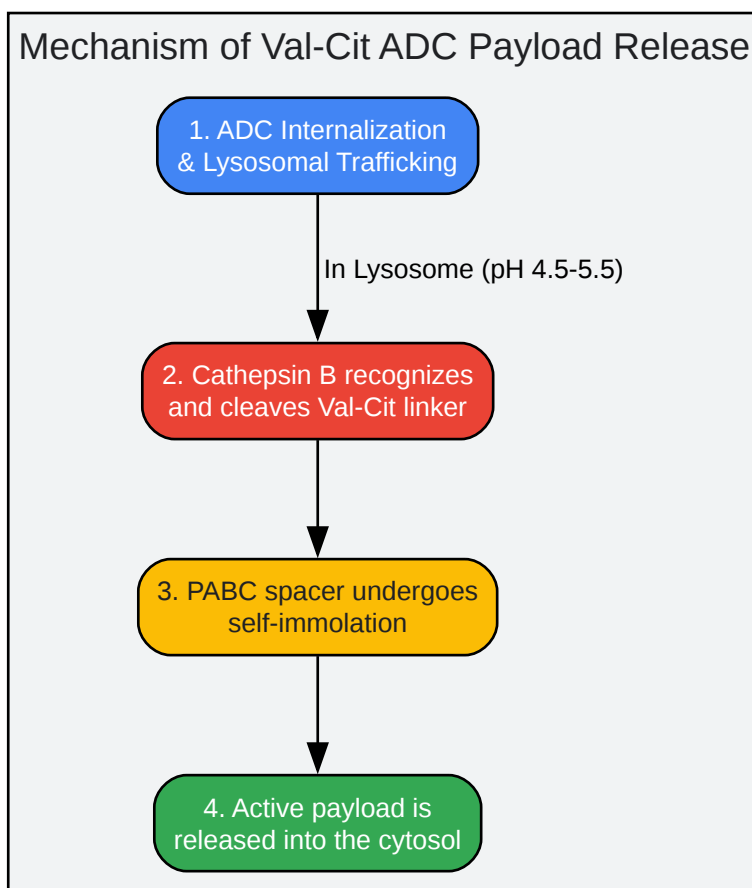 Mechanism of Val-Cit ADC Payload Release
1. ADC Internalization
& Lysosomal Trafficking
In Lysosome (pH 4.5-5.5)
2. Cathepsin B recognizes
and cleaves Val-Cit linker
3. PABC spacer undergoes
self-immolation
4. Active payload is
released into the cytosol